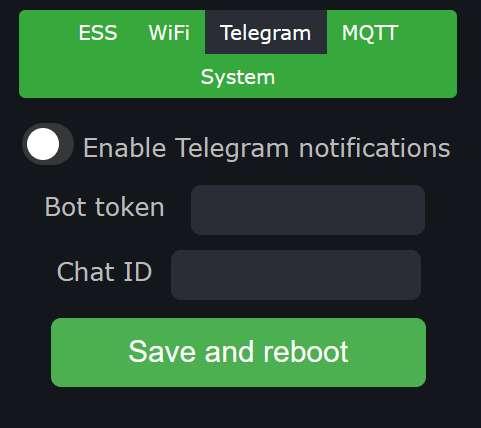 ESS WiFi Telegram MQTT
System
Enable Telegram notifications
Bot token
Chat ID
Save and reboot